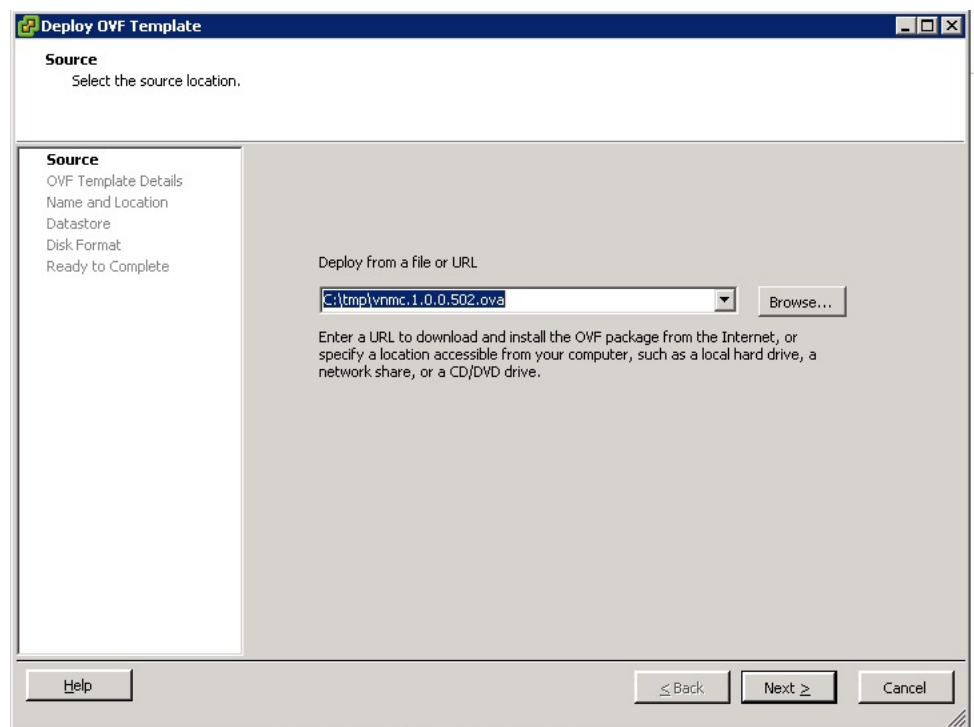 Deploy OVF Template
Source
Select the source location.
Source
OVF Template Details
Name and Location
Datastore
Disk Format
Ready to Complete
Deploy from a file or URL
C:\tmp\vnmc.1.0.0.502.ova
Browse...
Enter a URL to download and install the OVF package from the Internet, or
specify a location accessible from your computer, such as a local hard drive, a
network share, or a CD/DVD drive.
Help
≤ Back
Next ≥
Cancel